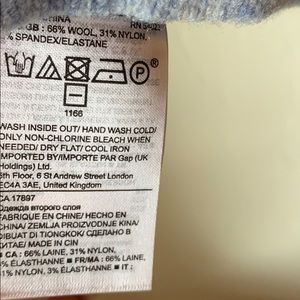 CHINA
RN 54023
GB : 66% WOOL, 31% NYLON,
% SPANDEX/ELASTANE
P
1166
WASH INSIDE OUT/ HAND WASH COLD/
ONLY NON-CHLORINE BLEACH WHEN
NEEDED/ DRY FLAT/ COOL IRON
IMPORTED BY/IMPORTE PAR Gap (UK
Holdings) Ltd.
5th Floor, 6 St Andrew Street London
EC4A 3AE, United Kingdom
CA 17897
Одежда второго слоя
FABRIQUE EN CHINE/ HECHO EN
CHINA/ ZEMLJA PROIZVODNJE: KINA/
DIBUAT DI TIONGKOK/ СДЕЛАНО В
КИТАЕ/ MADE IN CIN
CA : 66% LAINE, 31% NYLON,
3% ÉLASTHANNE ■ FR/MA : 66% LAINE,
31% NYLON, 3% ÉLASTHANNE ■ IT :